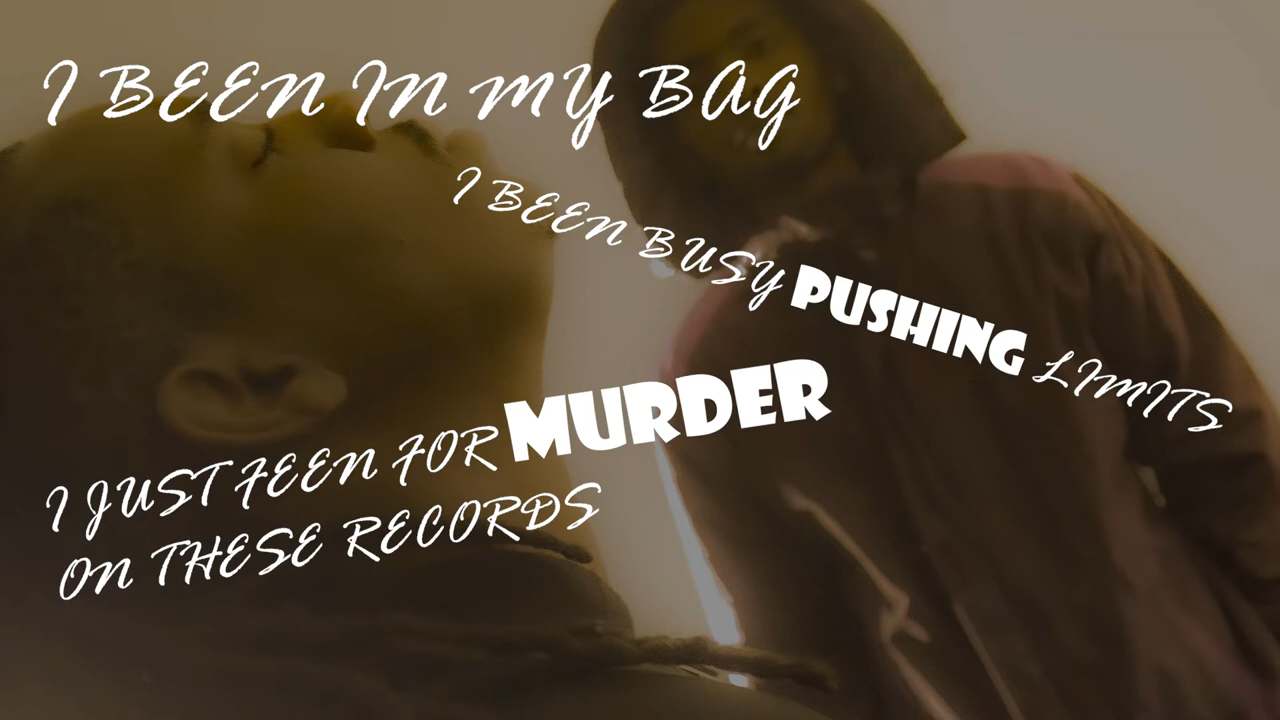 I BEEN IN MY BAG
I BEEN BUSY PUSHING LIMITS
I JUST FEEN FOR MURDER
ON THESE RECORDS